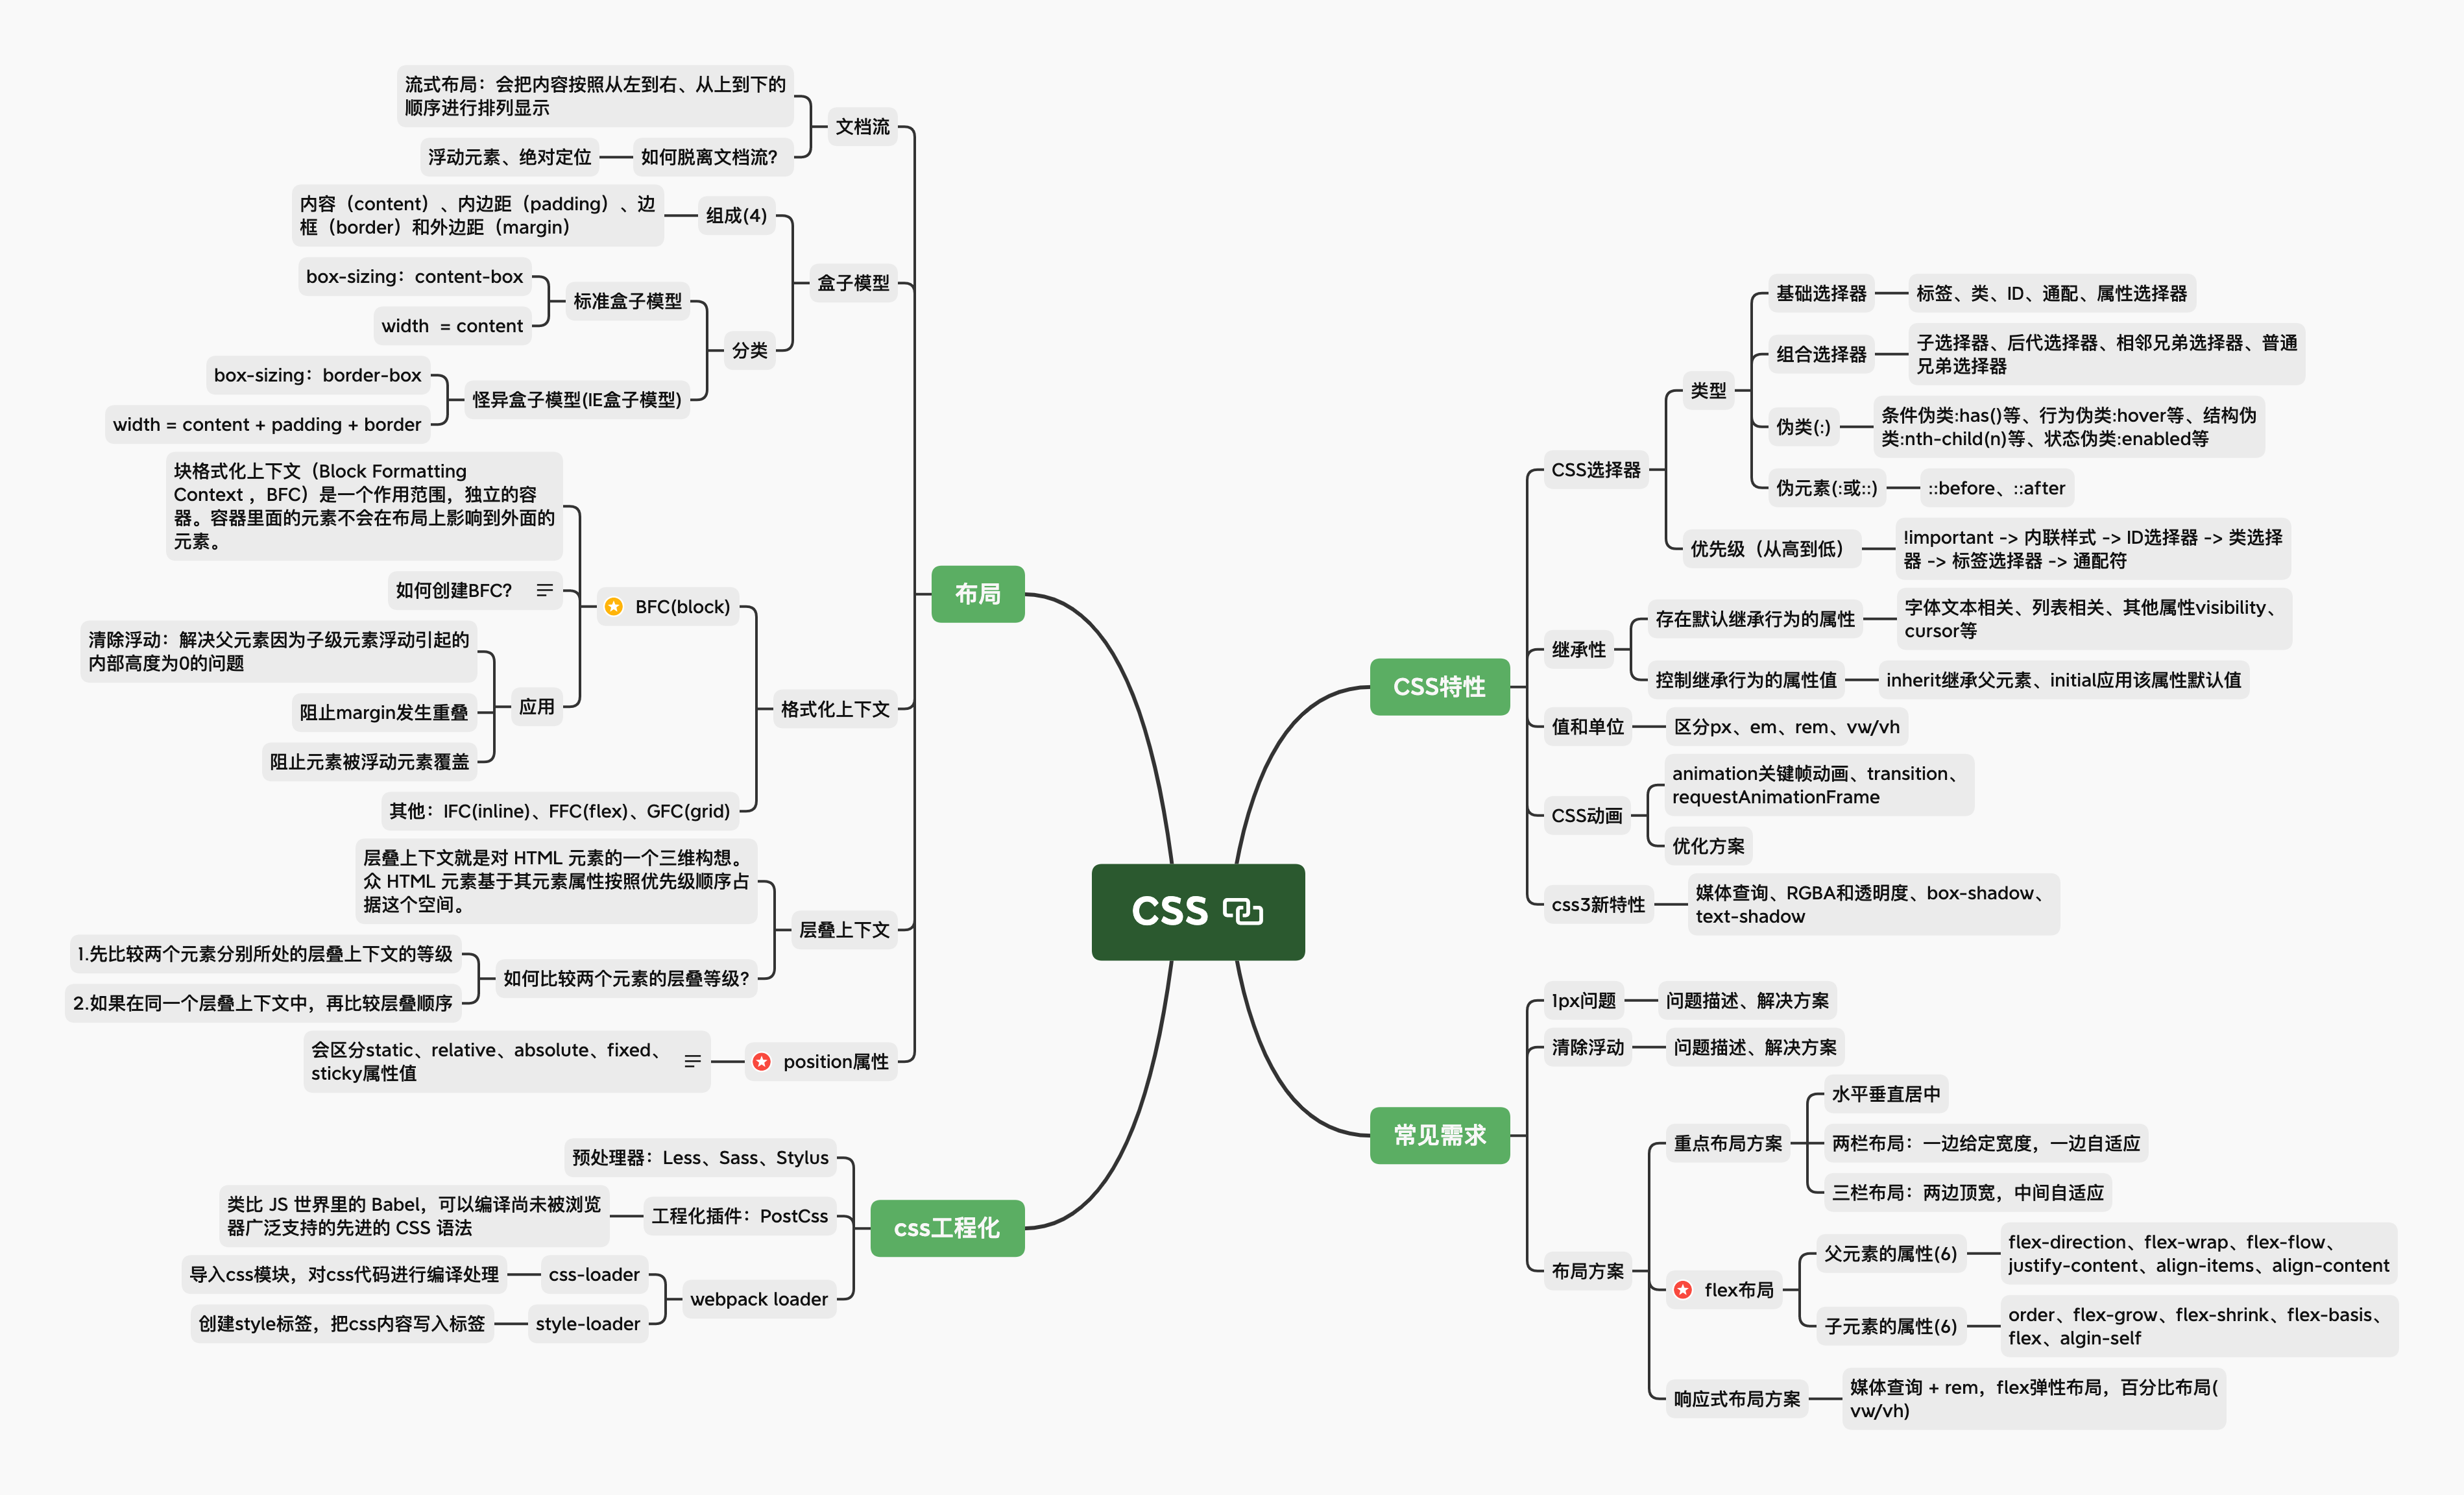 CSS
布局
文档流
流式布局：会把内容按照从左到右、从上到下的
顺序进行排列显示
如何脱离文档流？
浮动元素、绝对定位
盒子模型
组成(4)
内容（content）、内边距（padding）、边
框（border）和外边距（margin）
分类
标准盒子模型
box-sizing：content-box
width = content
怪异盒子模型(IE盒子模型)
box-sizing：border-box
width = content + padding + border
格式化上下文
BFC(block)
块格式化上下文（Block Formatting
Context ，BFC）是一个作用范围，独立的容
器。容器里面的元素不会在布局上影响到外面的
元素。
如何创建BFC？
应用
清除浮动：解决父元素因为子级元素浮动引起的
内部高度为0的问题
阻止margin发生重叠
阻止元素被浮动元素覆盖
其他：IFC(inline)、FFC(flex)、GFC(grid)
层叠上下文
层叠上下文就是对 HTML 元素的一个三维构想。
众 HTML 元素基于其元素属性按照优先级顺序占
据这个空间。
如何比较两个元素的层叠等级?
1.先比较两个元素分别所处的层叠上下文的等级
2.如果在同一个层叠上下文中，再比较层叠顺序
position属性
会区分static、relative、absolute、fixed、
sticky属性值
css工程化
预处理器：Less、Sass、Stylus
工程化插件：PostCss
类比 JS 世界里的 Babel，可以编译尚未被浏览
器广泛支持的先进的 CSS 语法
webpack loader
css-loader
导入css模块，对css代码进行编译处理
style-loader
创建style标签，把css内容写入标签
CSS特性
CSS选择器
类型
基础选择器
标签、类、ID、通配、属性选择器
组合选择器
子选择器、后代选择器、相邻兄弟选择器、普通
兄弟选择器
伪类(:)
条件伪类:has()等、行为伪类:hover等、结构伪
类:nth-child(n)等、状态伪类:enabled等
伪元素(:或::)
::before、::after
优先级（从高到低）
!important -> 内联样式 -> ID选择器 -> 类选择
器 -> 标签选择器 -> 通配符
继承性
存在默认继承行为的属性
字体文本相关、列表相关、其他属性visibility、
cursor等
控制继承行为的属性值
inherit继承父元素、initial应用该属性默认值
值和单位
区分px、em、rem、vw/vh
CSS动画
animation关键帧动画、transition、
requestAnimationFrame
优化方案
css3新特性
媒体查询、RGBA和透明度、box-shadow、
text-shadow
常见需求
1px问题
问题描述、解决方案
清除浮动
问题描述、解决方案
布局方案
重点布局方案
水平垂直居中
两栏布局：一边给定宽度，一边自适应
三栏布局：两边顶宽，中间自适应
flex布局
父元素的属性(6)
flex-direction、flex-wrap、flex-flow、
justify-content、align-items、align-content
子元素的属性(6)
order、flex-grow、flex-shrink、flex-basis、
flex、algin-self
响应式布局方案
媒体查询 + rem，flex弹性布局，百分比布局(
vw/vh)